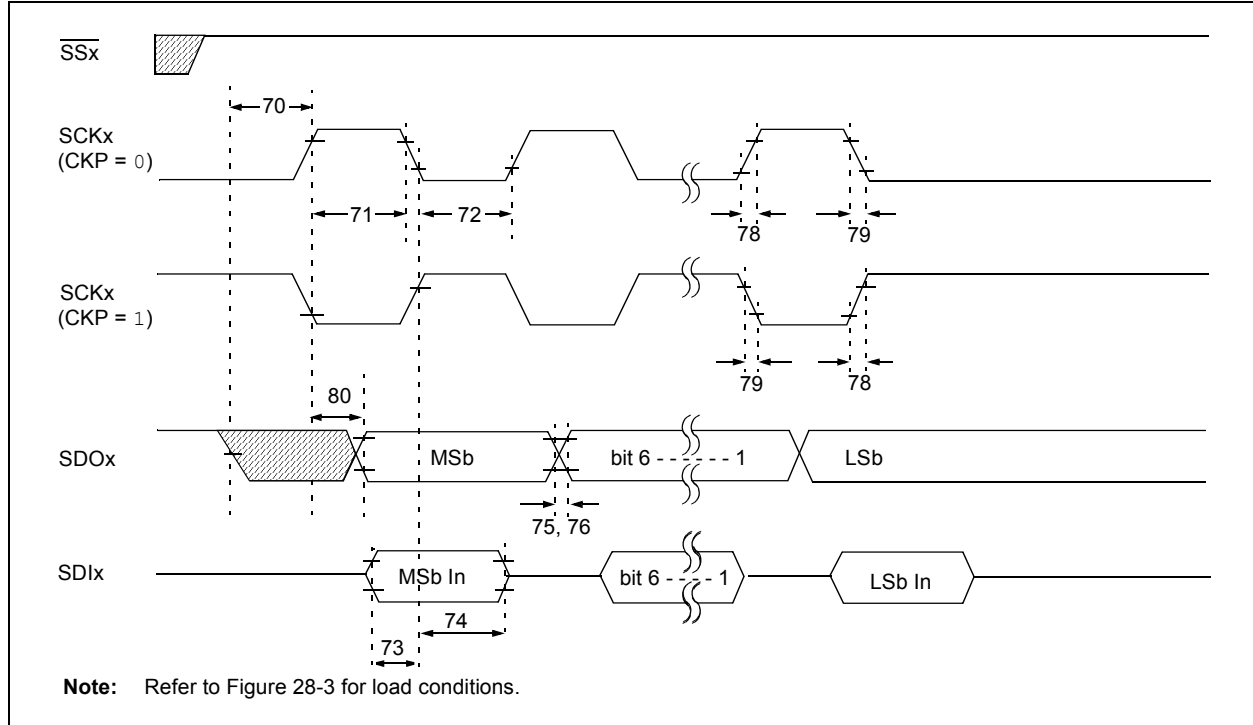 SSx
70
SCKx
(CKP = 0)
71
72
78
79
SCKx
(CKP = 1)
79
78
80
SDOx
MSb
bit 6 - - - - - - 1
LSb
75, 76
SDIx
MSb In
bit 6 - - - - 1
LSb In
74
73
Note: Refer to Figure 28-3 for load conditions.